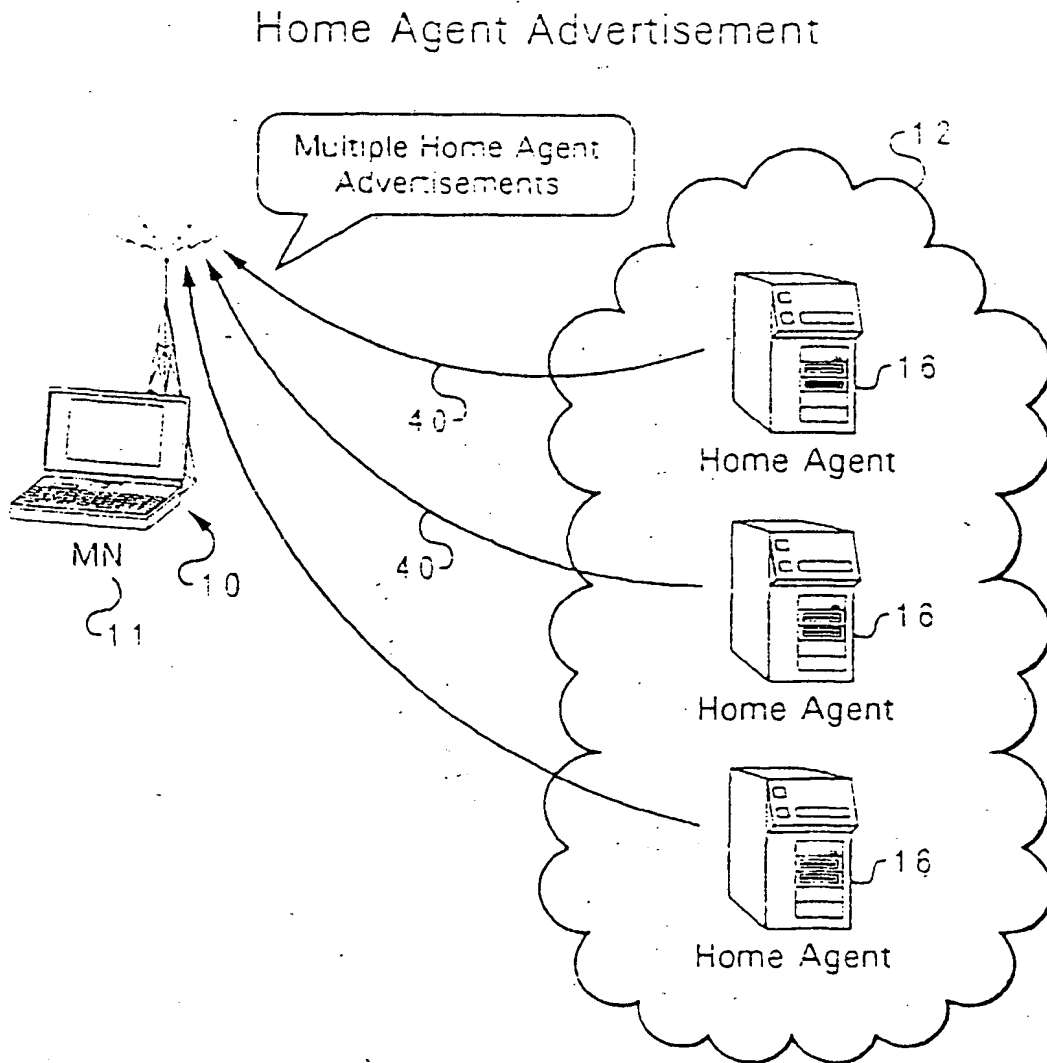 Home Agent Advertisement
Multiple Home Agent
Advertisements
12
16
40
Home Agent
MN
10
40
11
16
Home Agent
16
Home Agent